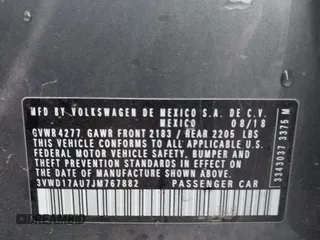 MFD BY VOLKSWAGEN DE MEXICO S.A. DE C.V.
MEXICO 08/18
GVWR 4277 GAWR FRONT 2183 / REAR 2205 LBS
THIS VEHICLE CONFORMS TO ALL APPLICABLE
FEDERAL MOTOR VEHICLE SAFETY, BUMPER AND
THEFT PREVENTION STANDARDS IN EFFECT ON
THE DATE OF MANUFACTURE SHOWN ABOVE.
3VWD17AU7JM767882 PASSENGER CAR
3343037 3375 M